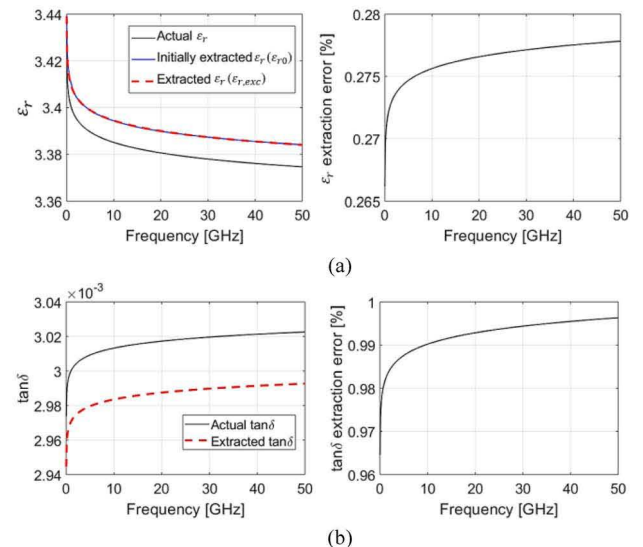 3.44
3.42
3.4
3.38
3.36
εr
Actual εr
Initially extracted εr(εr0)
Extracted εr(εr,exc)
0 10 20 30 40 50
Frequency [GHz]
0.28
0.275
0.27
0.265
εr extraction error [%]
0 10 20 30 40 50
Frequency [GHz]
(a)
×10⁻³
3.04
3.02
3
2.98
2.96
2.94
tanδ
Actual tanδ
Extracted tanδ
0 10 20 30 40 50
Frequency [GHz]
1
0.99
0.98
0.97
0.96
tanδ extraction error [%]
0 10 20 30 40 50
Frequency [GHz]
(b)